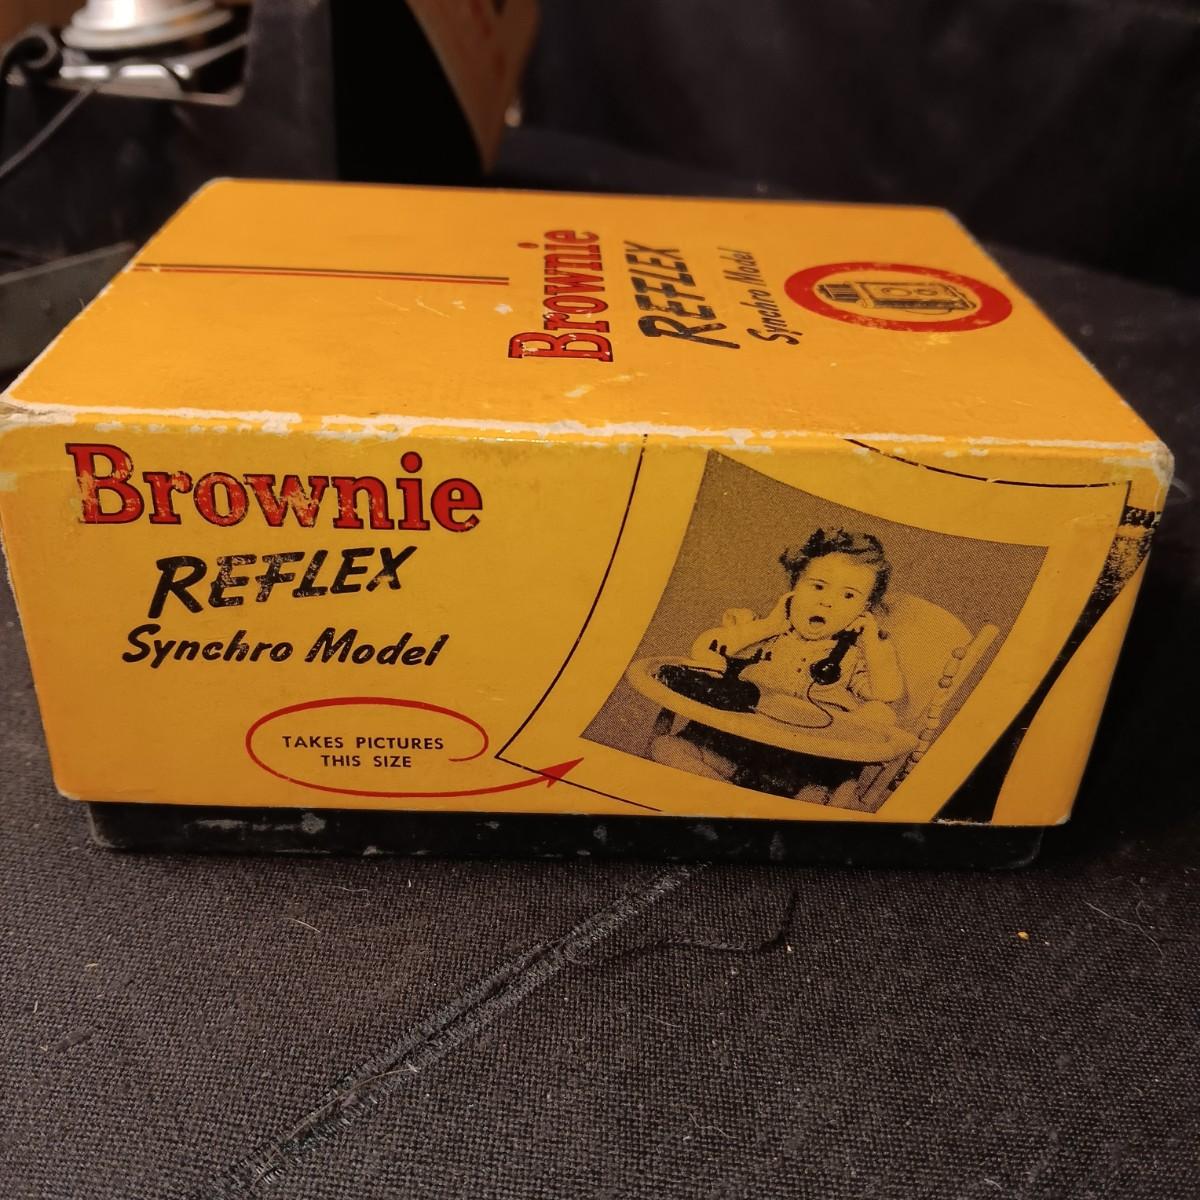 Brownie
REFLEX
Synchro Model
Brownie
REFLEX
Synchro Model
TAKES PICTURES
THIS SIZE